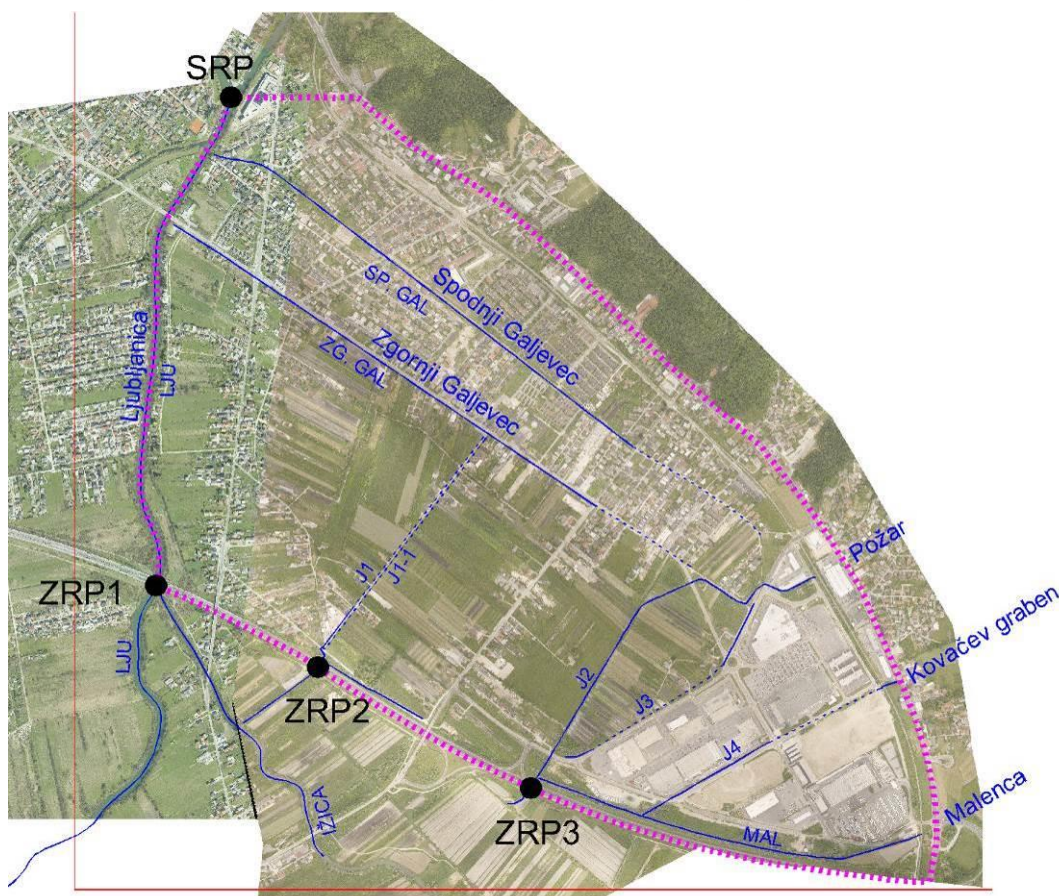 SRP
SP. GAL
Spodnji Galjevec
Zgornji Galjevec
ZG. GAL
Ljubljanica
LJU
J1
J1-1
Požar
ZRP1
Kovačev graben
LJU
J2
J3
ZRP2
J4
Malenca
ZRP3
MAL
IŽICA